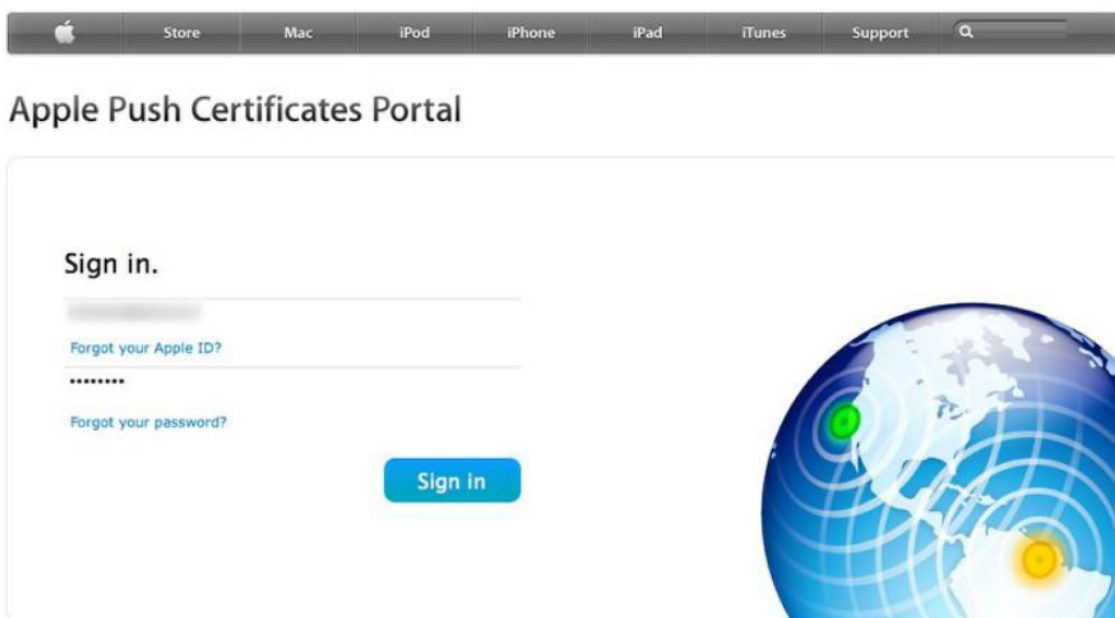 Store Mac iPod iPhone iPad iTunes Support
Apple Push Certificates Portal
Sign in.
Forgot your Apple ID?
••••••••
Forgot your password?
Sign in